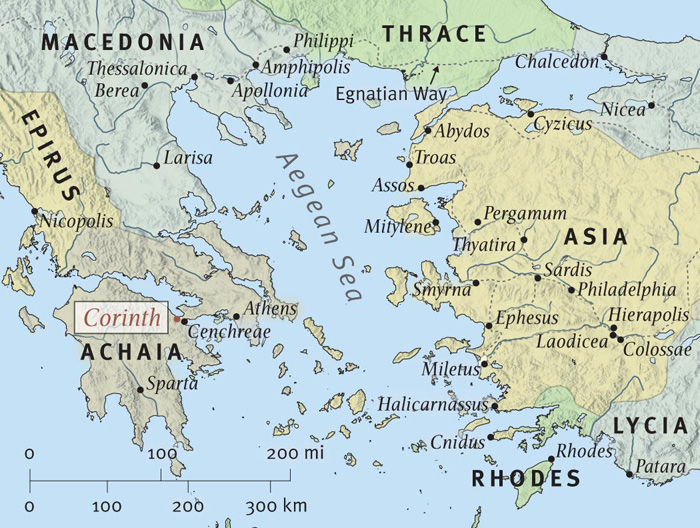 MACEDONIA
THRACE
Philippi
Thessalonica
Amphipolis
Chalcedon
Berea
Apollonia
Egnatian Way
Nicea
EPIRUS
Abydos
Cyzicus
Larisa
Troas
Aegean Sea
Assos
Nicopolis
Mitylene
Pergamum
Thyatira
ASIA
Sardis
Smyrna
Philadelphia
Corinth
Athens
Cenchreae
Ephesus
Hierapolis
Laodicea
Colossae
ACHAIA
Miletus
Sparta
Halicarnassus
LYCIA
Cnidus
Rhodes
RHODES
Patara
0 100 200 mi
0 100 200 300 km